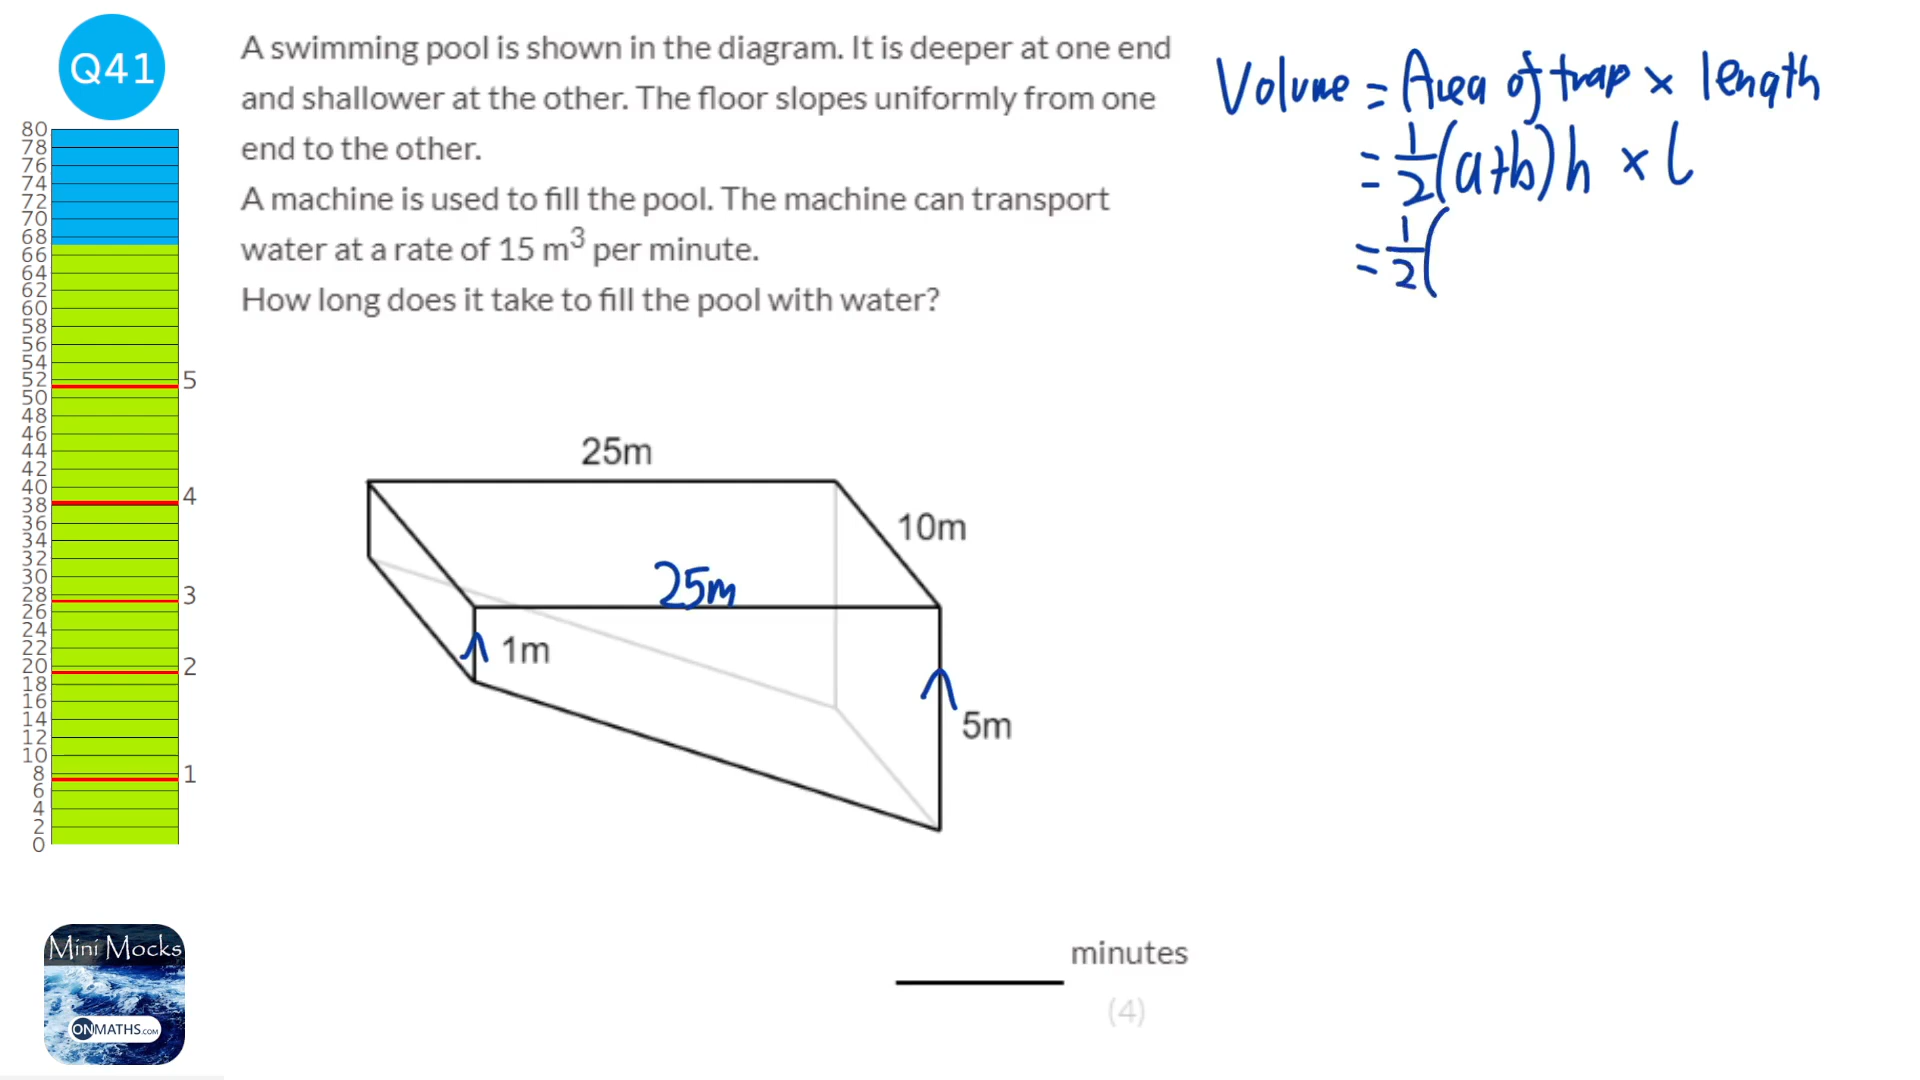 Q41
A swimming pool is shown in the diagram. It is deeper at one end
and shallower at the other. The floor slopes uniformly from one
end to the other.
A machine is used to fill the pool. The machine can transport
water at a rate of 15 m³ per minute.
How long does it take to fill the pool with water?
Volume = Area of trap × length
= 1/2(a+b)h × l
= 1/2(
80
78
76
74
72
70
68
66
64
62
60
58
56
54
52
50
48
46
44
42
40
38
36
34
32
30
28
26
24
22
20
18
16
14
12
10
8
6
4
2
0
5
4
3
2
1
25m
10m
25m
1m
5m
minutes
(4)
Mini Mocks
ONMATHS.COM